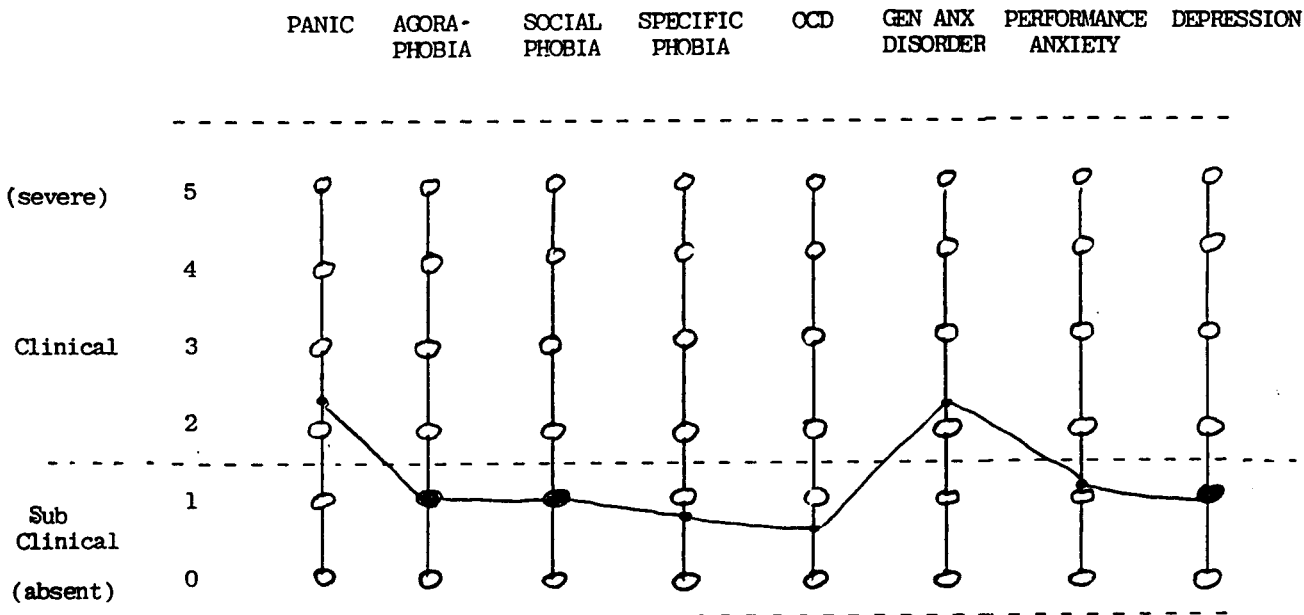 PANIC AGORA- SOCIAL SPECIFIC OCD GEN ANX PERFORMANCE DEPRESSION
PHOBIA PHOBIA PHOBIA DISORDER ANXIETY
(severe) 5
4
Clinical 3
2
1
Sub
Clinical
(absent) 0